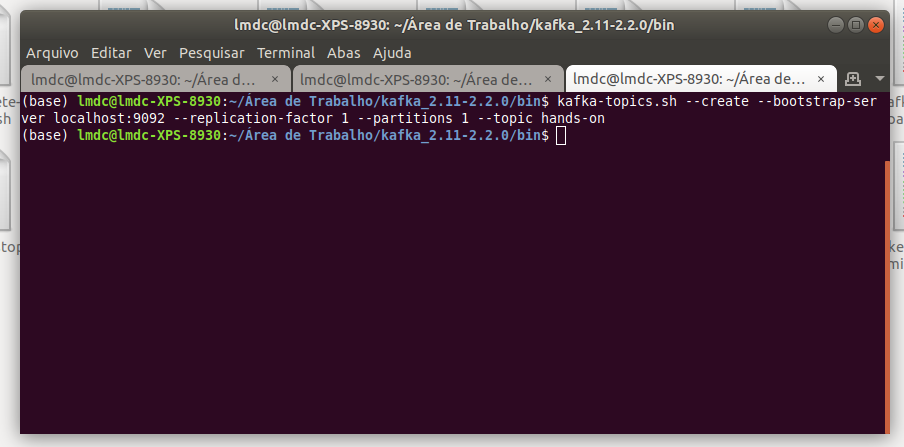 lmdc@lmdc-XPS-8930: ~/Área de Trabalho/kafka_2.11-2.2.0/bin
Arquivo Editar Ver Pesquisar Terminal Abas Ajuda
lmdc@lmdc-XPS-8930: ~/Área d… × lmdc@lmdc-XPS-8930: ~/Área de… × lmdc@lmdc-XPS-8930: ~/Área de… ×
(base) lmdc@lmdc-XPS-8930:~/Área de Trabalho/kafka_2.11-2.2.0/bin$ kafka-topics.sh --create --bootstrap-ser
ver localhost:9092 --replication-factor 1 --partitions 1 --topic hands-on
(base) lmdc@lmdc-XPS-8930:~/Área de Trabalho/kafka_2.11-2.2.0/bin$